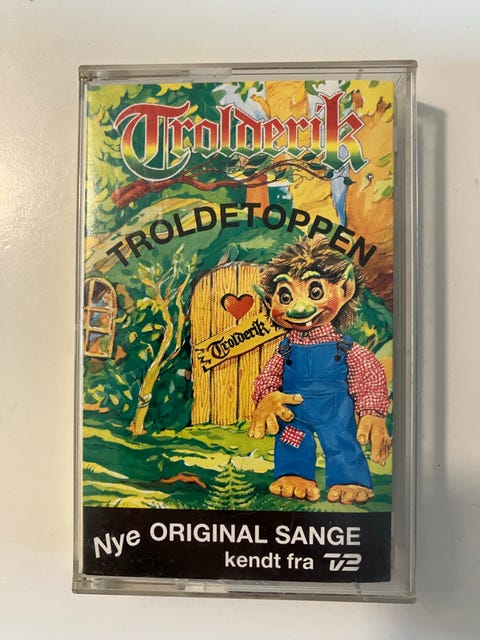 Trolderik
TROLDETOPPEN
Trolderik
Nye ORIGINAL SANGE
kendt fra TV2